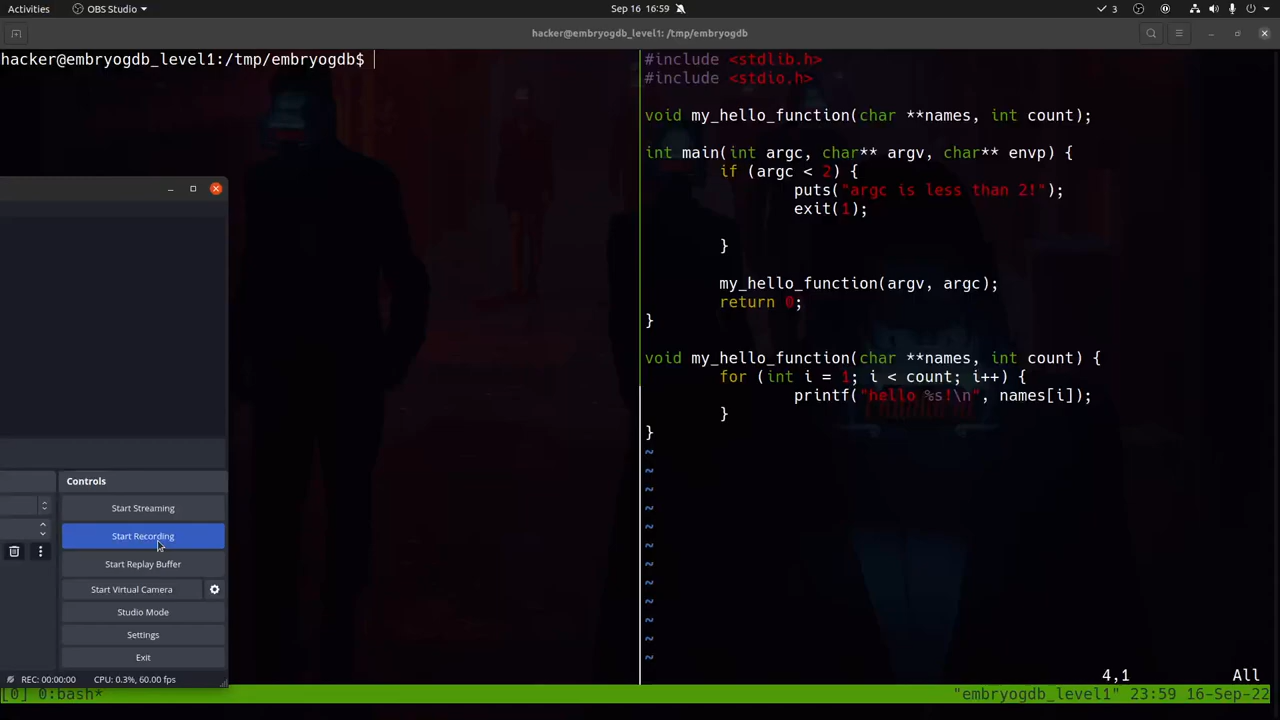 Activities
OBS Studio
Sep 16 16:59
3
hacker@embryogdb_level1: /tmp/embryogdb
hacker@embryogdb_level1:/tmp/embryogdb$
Controls
Start Streaming
Start Recording
Start Replay Buffer
Start Virtual Camera
Studio Mode
Settings
Exit
REC: 00:00:00
CPU: 0.3%, 60.00 fps
#include <stdlib.h>
#include <stdio.h>
void my_hello_function(char **names, int count);
int main(int argc, char** argv, char** envp) {
if (argc < 2) {
puts("argc is less than 2!");
exit(1);
}
my_hello_function(argv, argc);
return 0;
}
void my_hello_function(char **names, int count) {
for (int i = 1; i < count; i++) {
printf("hello %s!\n", names[i]);
}
}
~
~
~
~
~
~
~
~
~
~
~
~
4,1 All
[0] 0:bash* "embryogdb_level1" 23:59 16-Sep-22